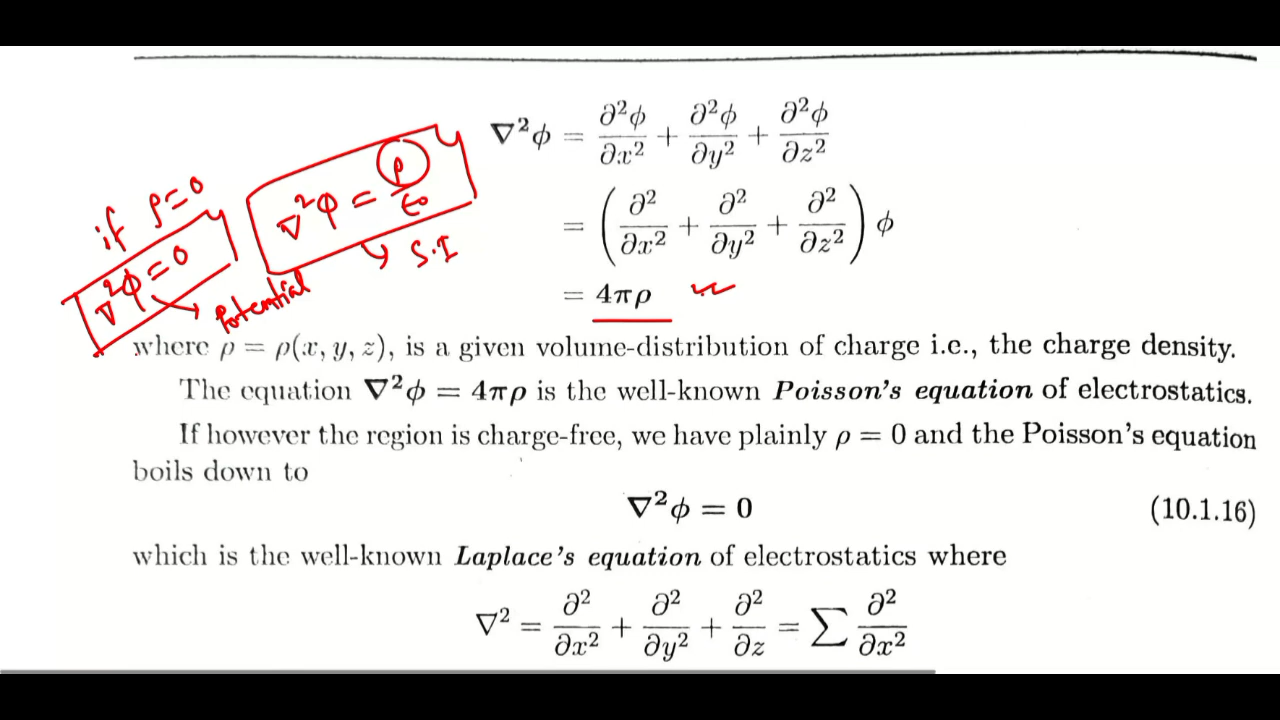 ∇²ϕ = ∂²ϕ/∂x² + ∂²ϕ/∂y² + ∂²ϕ/∂z²
= (∂²/∂x² + ∂²/∂y² + ∂²/∂z²) ϕ
= 4πρ
if ρ=0
∇²ϕ=0
Potential
∇²ϕ = ρ/ϵ0
S.I
where ρ = ρ(x, y, z), is a given volume-distribution of charge i.e., the charge density.
The equation ∇²ϕ = 4πρ is the well-known Poisson's equation of electrostatics.
If however the region is charge-free, we have plainly ρ = 0 and the Poisson's equation
boils down to
∇²ϕ = 0 (10.1.16)
which is the well-known Laplace's equation of electrostatics where
∇² = ∂²/∂x² + ∂²/∂y² + ∂²/∂z = ∑ ∂²/∂x²